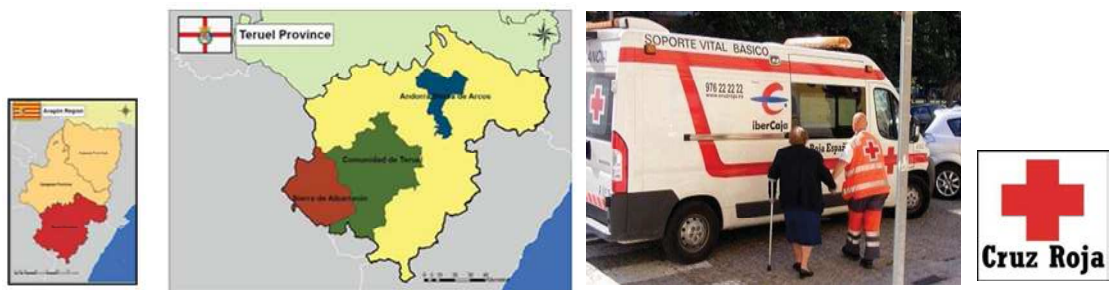 Aragón Region
Teruel Province
Andorra Sierra de Arcos
Comunidad de Teruel
Sierra de Albarracín
SOPORTE VITAL BÁSICO
976 22 22 22
www.cruzroja.es
iberCaja
Roja Españ
Cruz Roja